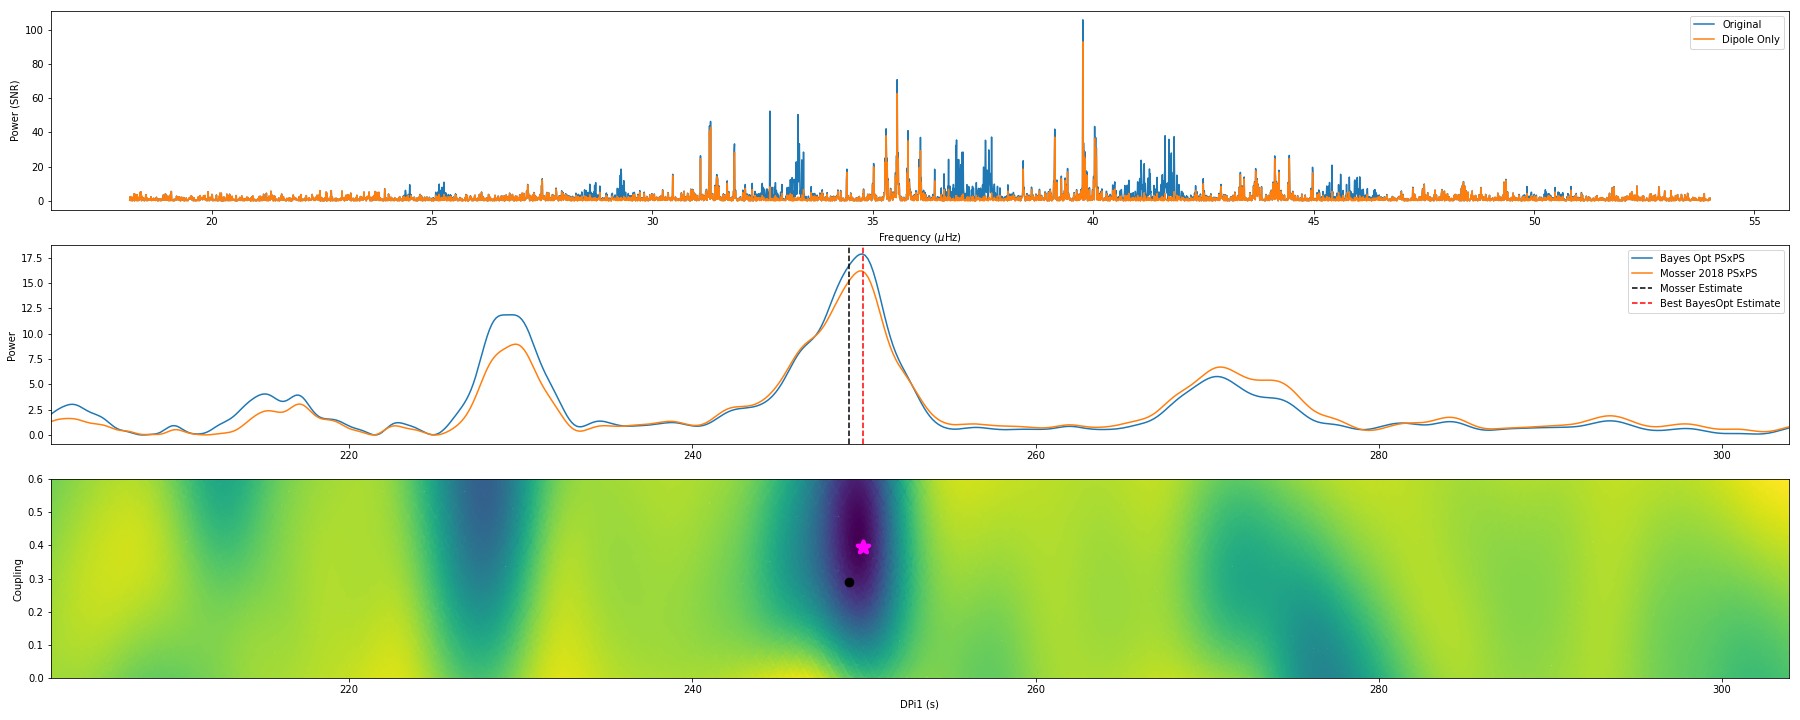 Power (SNR)
100
80
60
40
20
0
Original
Dipole Only
20 25 30 35 40 45 50 55
Frequency (μHz)
Power
17.5
15.0
12.5
10.0
7.5
5.0
2.5
0.0
Bayes Opt PSxPS
Mosser 2018 PSxPS
Mosser Estimate
Best BayesOpt Estimate
220 240 260 280 300
Coupling
0.6
0.5
0.4
0.3
0.2
0.1
0.0
220 240 260 280 300
DPi1 (s)